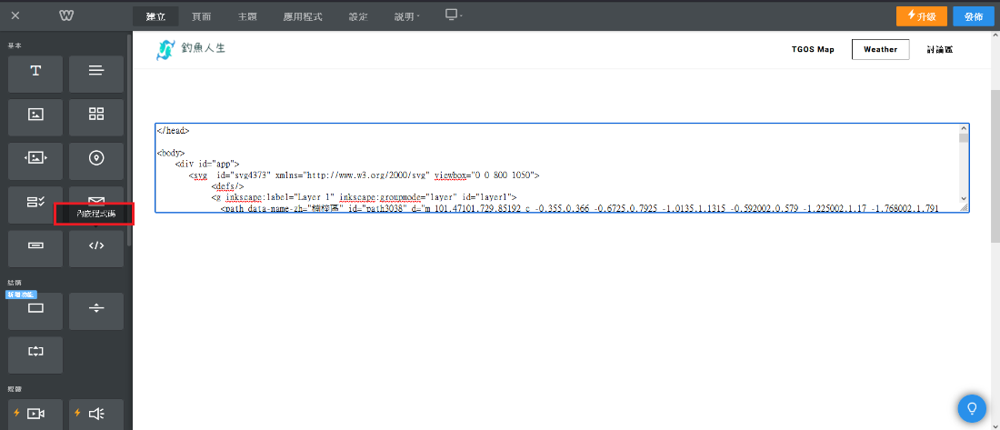 建立
頁面
主題
應用程式
設定
說明
升級
發佈
基本
釣魚人生
TGOS Map
Weather
討論區
</head>
<body>
<div id="app">
<svg id="svg4373" xmlns="http://www.w3.org/2000/svg" viewbox="0 0 800 1050">
<defs/>
<g inkscape:label="Layer 1" inkscape:groupmode="layer" id="layer1">
<path data-name-zh="楠梓區" id="path3038" d="m 101.47101,729.85192 c -0.355,0.366 -0.6725,0.7925 -1.0135,1.1315 -0.592002,0.579 -1.225002,1.17 -1.768002,1.791
內嵌程式碼
結構
新增功能
媒體